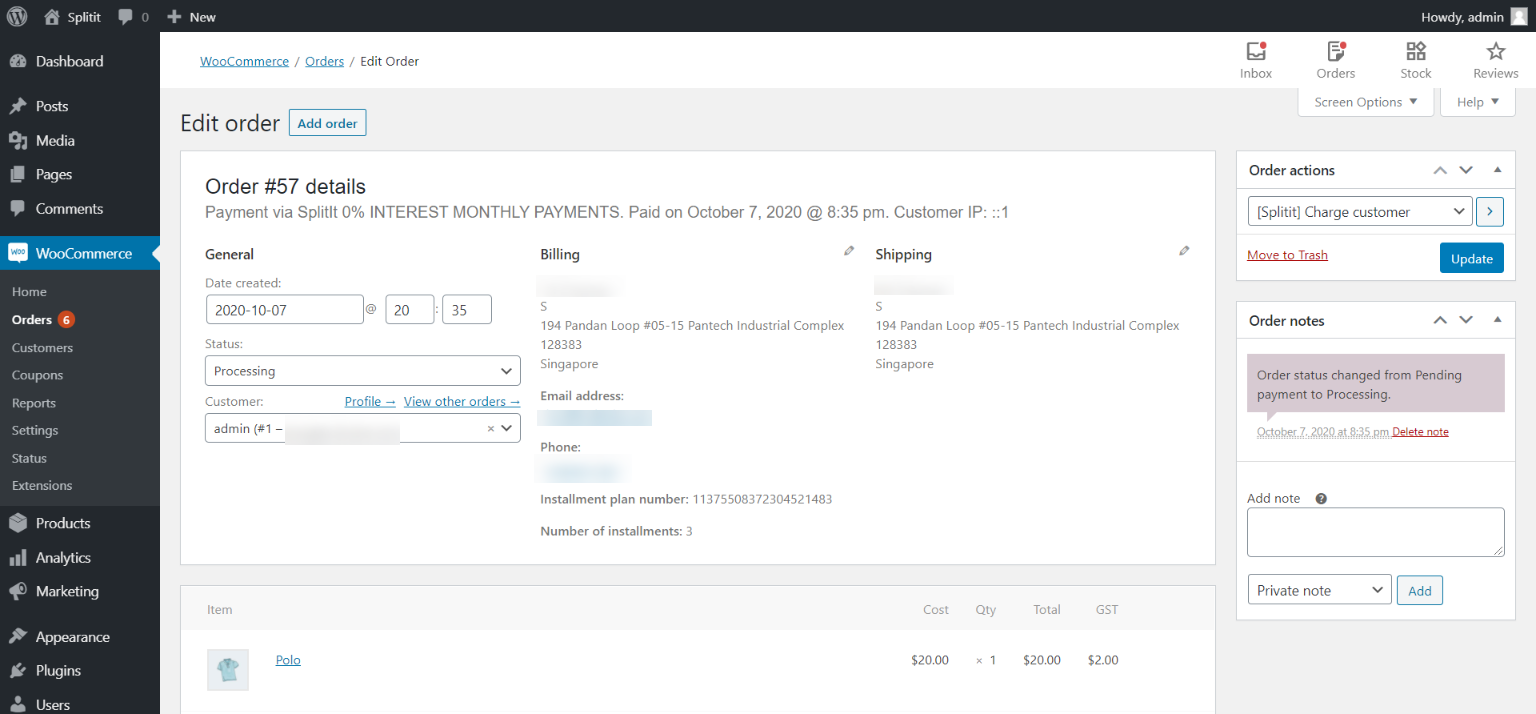 Splitit 0 New Howdy, admin
Dashboard
Posts
Media
Pages
Comments
WooCommerce
Home
Orders 6
Customers
Coupons
Reports
Settings
Status
Extensions
Products
Analytics
Marketing
Appearance
Plugins
Users
WooCommerce / Orders / Edit Order
Inbox Orders Stock Reviews
Screen Options ▼ Help ▼
Edit order Add order
Order #57 details
Payment via SplitIt 0% INTEREST MONTHLY PAYMENTS. Paid on October 7, 2020 @ 8:35 pm. Customer IP: ::1
General
Date created:
2020-10-07 @ 20 : 35
Status:
Processing
Customer: Profile → View other orders →
admin (#1 – ×
Billing
S
194 Pandan Loop #05-15 Pantech Industrial Complex
128383
Singapore
Email address:
Phone:
Installment plan number: 11375508372304521483
Number of installments: 3
Shipping
S
194 Pandan Loop #05-15 Pantech Industrial Complex
128383
Singapore
Item Cost Qty Total GST
Polo $20.00 × 1 $20.00 $2.00
Order actions
[Splitit] Charge customer
Move to Trash Update
Order notes
Order status changed from Pending
payment to Processing.
October 7, 2020 at 8:35 pm Delete note
Add note ?
Private note Add